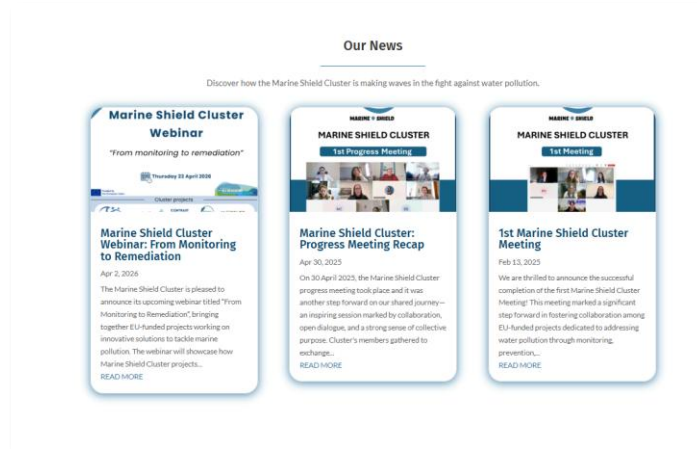 Our News
Discover how the Marine Shield Cluster is making waves in the fight against water pollution.
Marine Shield Cluster
Webinar
"From monitoring to remediation"
Thursday 23 April 2026
Cluster projects
Marine Shield Cluster
Webinar: From Monitoring
to Remediation
Apr 2, 2026
The Marine Shield Cluster is pleased to
announce its upcoming webinar titled "From
Monitoring to Remediation", bringing
together EU-funded projects working on
innovative solutions to tackle marine
pollution. The webinar will showcase how
Marine Shield Cluster projects...
READ MORE
MARINE SHIELD
MARINE SHIELD CLUSTER
1st Progress Meeting
Marine Shield Cluster:
Progress Meeting Recap
Apr 30, 2025
On 30 April 2025, the Marine Shield Cluster
progress meeting took place and it was
another step forward on our shared journey—
an inspiring session marked by collaboration,
open dialogue, and a strong sense of collective
purpose. Cluster's members gathered to
exchange...
READ MORE
MARINE SHIELD
MARINE SHIELD CLUSTER
1st Meeting
1st Marine Shield Cluster
Meeting
Feb 13, 2025
We are thrilled to announce the successful
completion of the first Marine Shield Cluster
Meeting! This meeting marked a significant
step forward in fostering collaboration among
EU-funded projects dedicated to addressing
water pollution through monitoring,
prevention,...
READ MORE